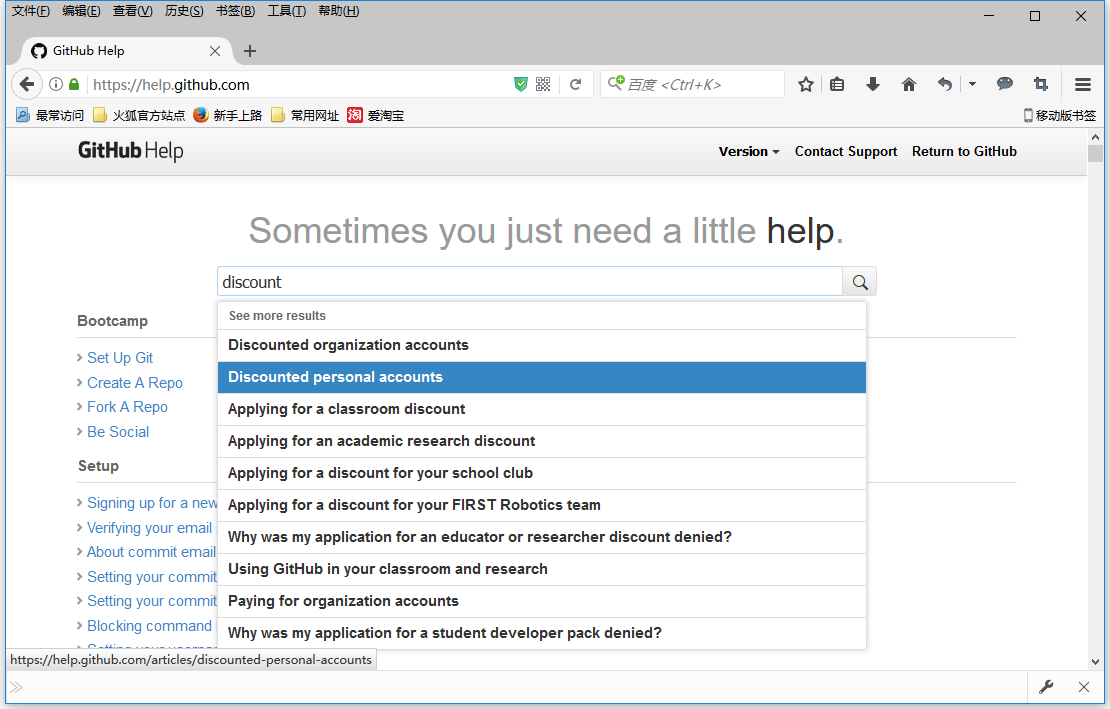 文件(F) 编辑(E) 查看(V) 历史(S) 书签(B) 工具(T) 帮助(H)
GitHub Help
https://help.github.com
百度 <Ctrl+K>
最常访问 火狐官方站点 新手上路 常用网址 淘 爱淘宝 移动版书签
GitHub Help
Version Contact Support Return to GitHub
Sometimes you just need a little help.
discount
See more results
Discounted organization accounts
Discounted personal accounts
Applying for a classroom discount
Applying for an academic research discount
Applying for a discount for your school club
Applying for a discount for your FIRST Robotics team
Why was my application for an educator or researcher discount denied?
Using GitHub in your classroom and research
Paying for organization accounts
Why was my application for a student developer pack denied?
Bootcamp
Set Up Git
Create A Repo
Fork A Repo
Be Social
Setup
Signing up for a new
Verifying your email
About commit email
Setting your commit
Setting your commit
Blocking command
https://help.github.com/articles/discounted-personal-accounts